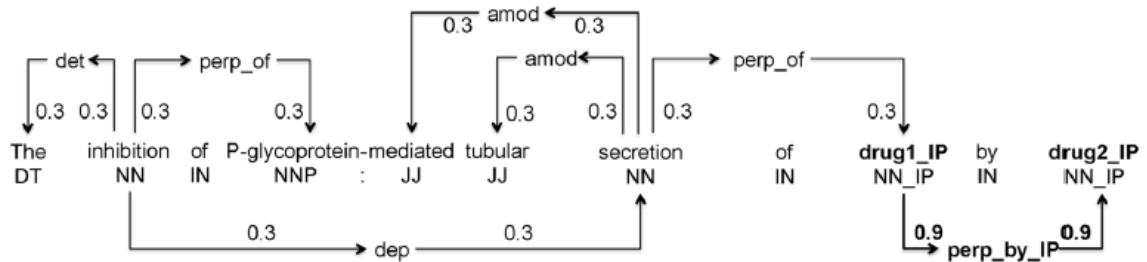 amod
0.3 0.3
det perp_of amod perp_of
0.3 0.3 0.3 0.3 0.3 0.3 0.3 0.3
The inhibition of P-glycoprotein-mediated tubular secretion of drug1_IP by drug2_IP
DT NN IN NNP : JJ JJ NN IN NN_IP IN NN_IP
0.3 0.3 0.9 0.9
dep perp_by_IP